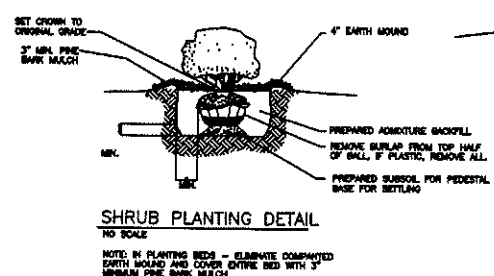 SET CROWN TO
ORIGINAL GRADE
3" MIN. PINE
BARK MULCH
4" EARTH MOUND
PREPARED ADMIXTURE BACKFILL
REMOVE BURLAP FROM TOP HALF
OF BALL, IF PLASTIC, REMOVE ALL.
MIN.
MIN.
PREPARED SUBSOIL FOR PEDESTAL
BASE FOR SETTLING
SHRUB PLANTING DETAIL
NO SCALE
NOTE: IN PLANTING BEDS – ELIMINATE COMPANTED
EARTH MOUND AND COVER ENTIRE BED WITH 3"
MINIMUM PINE BARK MULCH